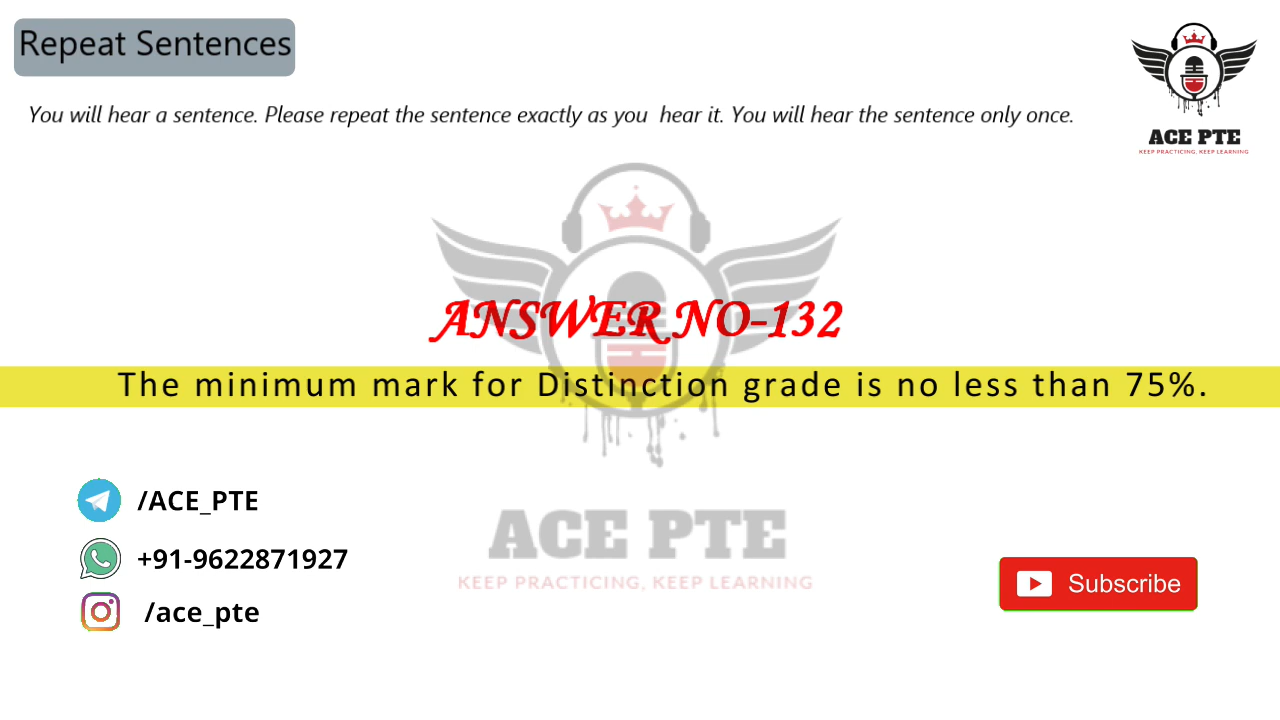 Repeat Sentences
You will hear a sentence. Please repeat the sentence exactly as you hear it. You will hear the sentence only once.
ACE PTE
KEEP PRACTICING, KEEP LEARNING
ANSWER NO-132
The minimum mark for Distinction grade is no less than 75%.
/ACE_PTE
+91-9622871927
/ace_pte
ACE PTE
KEEP PRACTICING, KEEP LEARNING
Subscribe